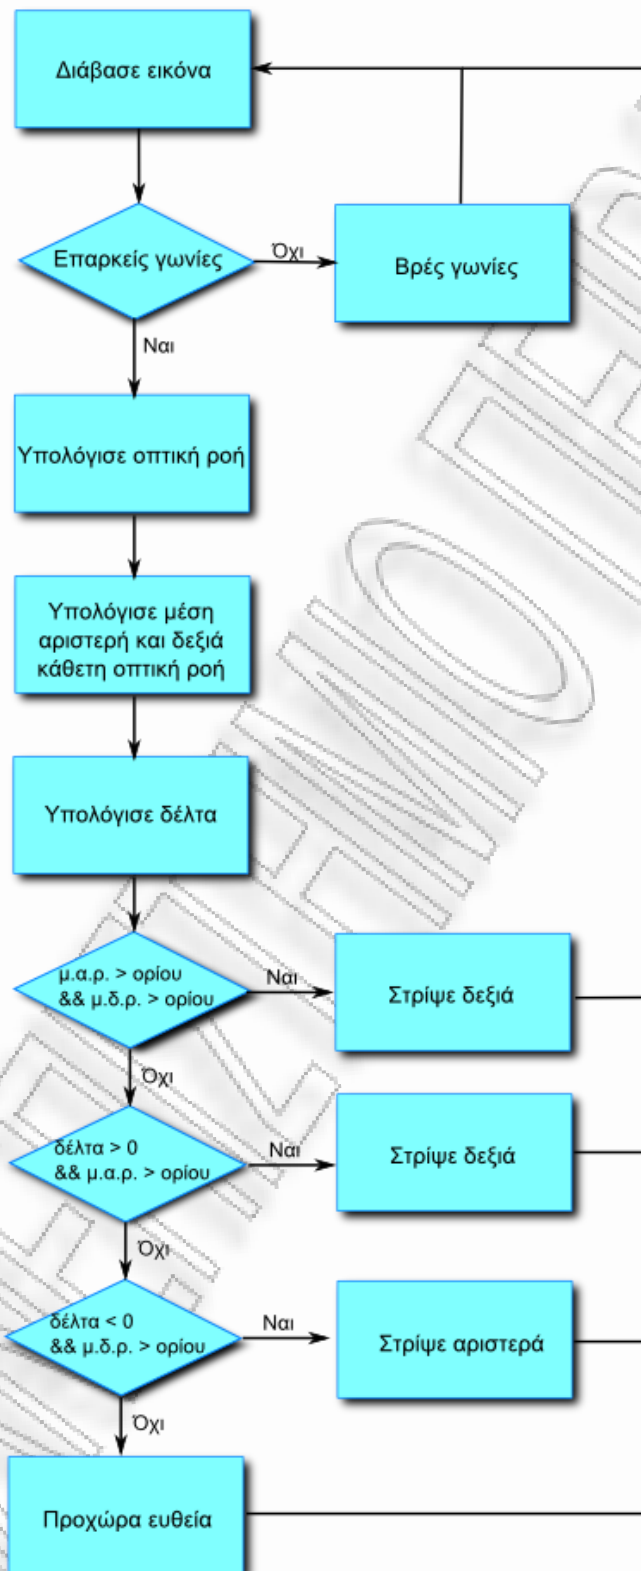 Διάβασε εικόνα
Επαρκείς γωνίες
Όχι
Βρές γωνίες
Ναι
Υπολόγισε οπτική ροή
Υπολόγισε μέση
αριστερή και δεξιά
κάθετη οπτική ροή
Υπολόγισε δέλτα
μ.α.ρ. > ορίου
&& μ.δ.ρ. > ορίου
Ναι
Στρίψε δεξιά
Όχι
δέλτα > 0
&& μ.α.ρ. > ορίου
Ναι
Στρίψε δεξιά
Όχι
δέλτα < 0
&& μ.δ.ρ. > ορίου
Ναι
Στρίψε αριστερά
Όχι
Προχώρα ευθεία